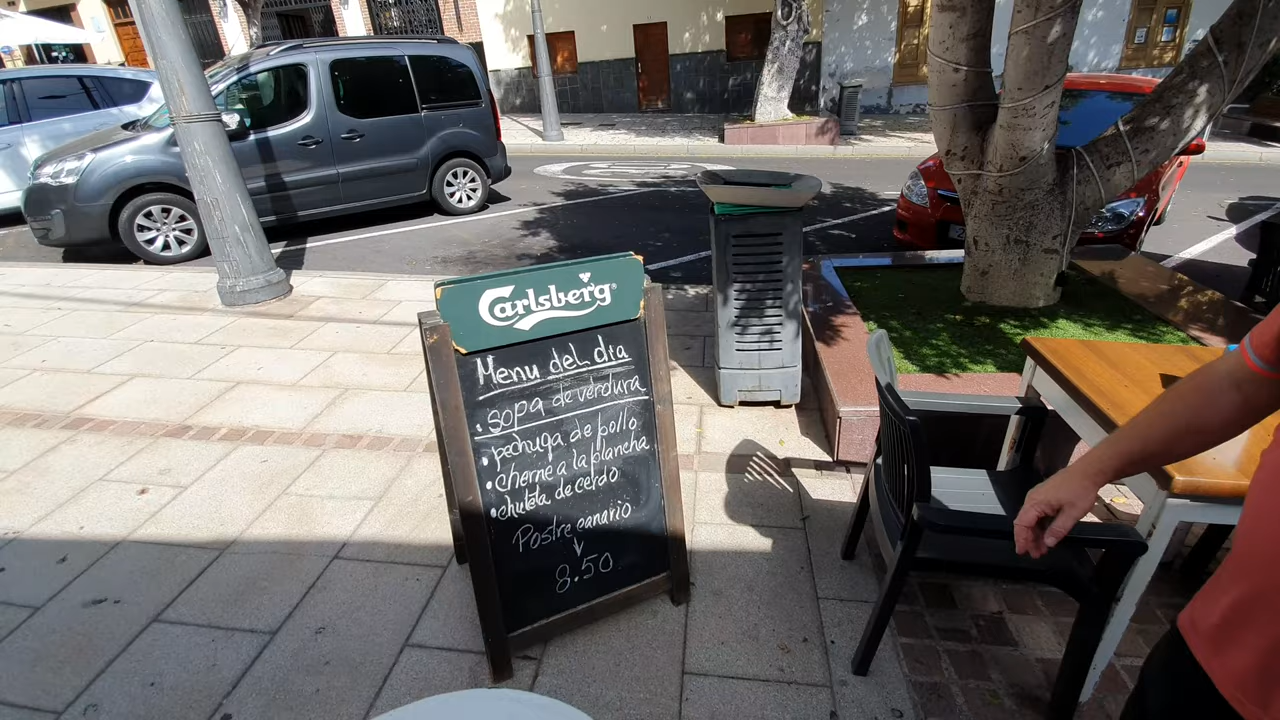 Carlsberg
Menu del dia
• sopa de verdura
• pechuga de pollo
• cherne a la plancha
• chuleta de cerdo
Postre canario
8.50